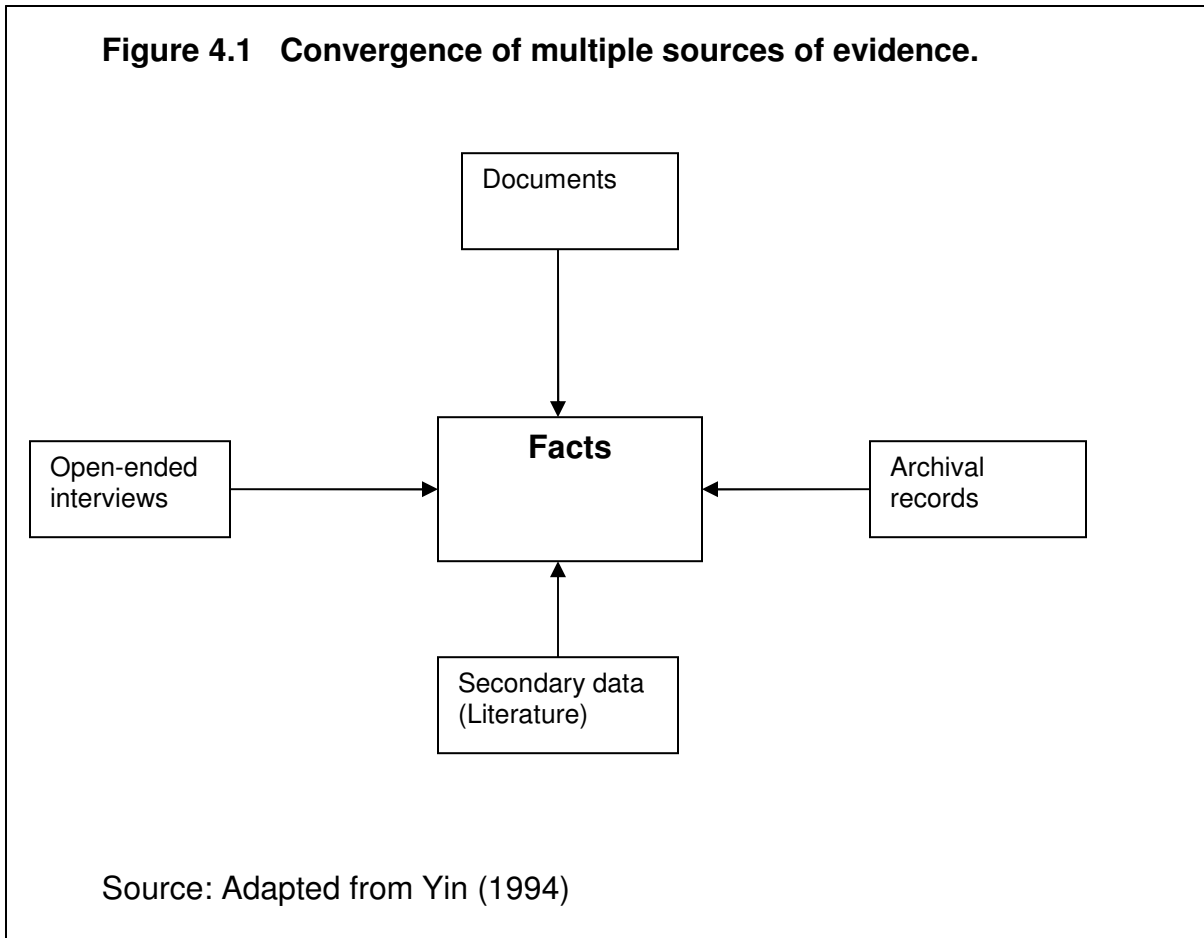 Figure 4.1 Convergence of multiple sources of evidence.
Documents
Open-ended
interviews
Facts
Archival
records
Secondary data
(Literature)
Source: Adapted from Yin (1994)